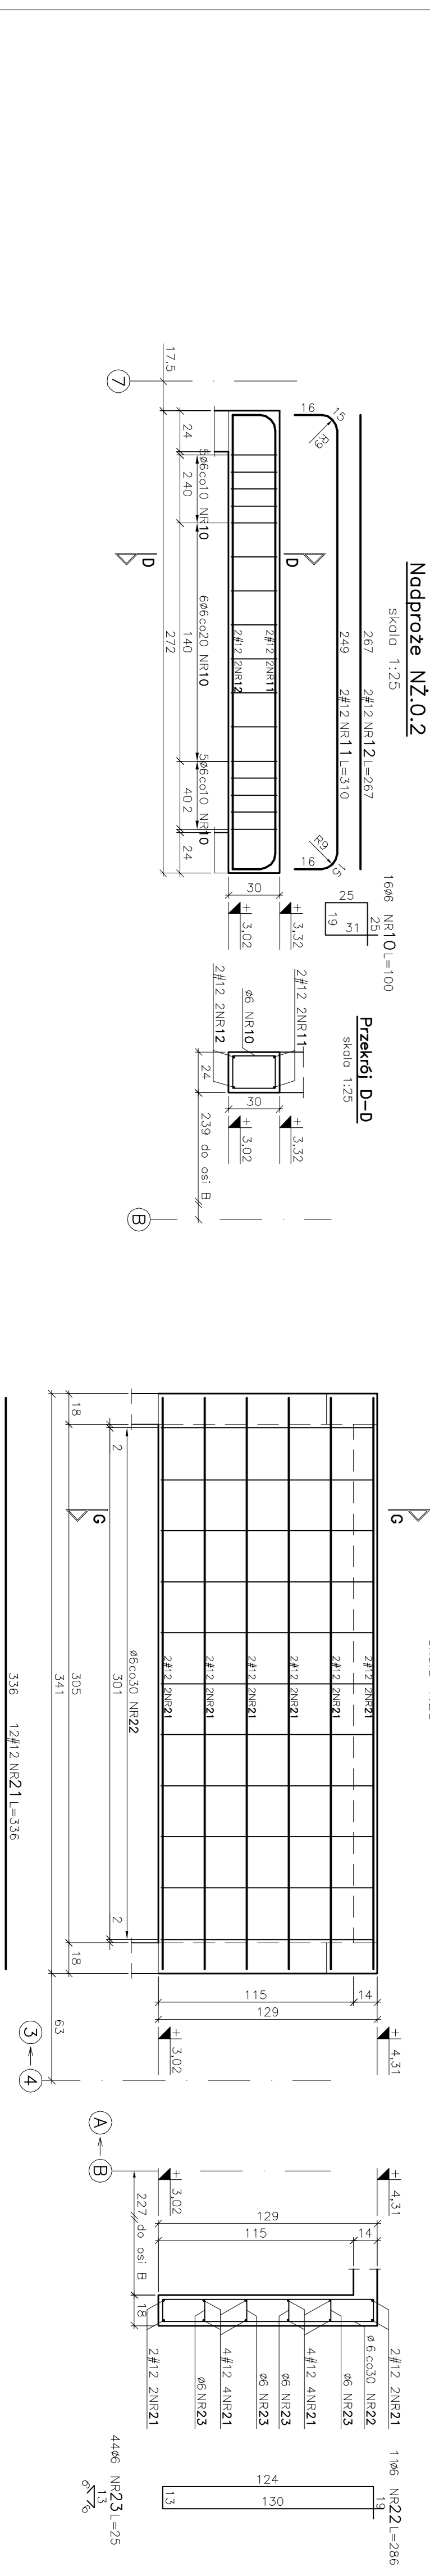 Nadproże NŻ.0.2
skala 1:25
267 2#12 NR12 L=267
249 2#12 NR11 L=310
16
15
R9
R9
15
16
16ø6 NR10 L=100
25
25
19
31
D
D
2#12 2NR11
2#12 2NR12
5ø6co10 NR10
6ø6co20 NR10
5ø6co10 NR10
24
2 40
140
40 2
24
17,5
272
7
30
+ 3,32
+ 3,02
Przekrój D-D
skala 1:25
2#12 2NR11
ø6 NR10
2#12 2NR12
24
30
+ 3,32
+ 3,02
239 do osi B
B
G
G
2#12 2NR21
2#12 2NR21
2#12 2NR21
2#12 2NR21
2#12 2NR21
2#12 2NR21
ø6co30 NR22
2
301
2
18
305
18
341
63
336 12#12 NR21 L=336
14
115
129
+ 4,31
+ 3,02
3
4
A
B
+ 4,31
+ 3,02
14
115
129
227 do osi B
18
2#12 2NR21
ø6co30 NR22
ø6 NR23
4#12 4NR21
ø6 NR23
ø6 NR23
4#12 4NR21
ø6 NR23
2#12 2NR21
11ø6 NR22 L=286
19
124
130
13
44ø6 NR23 L=25
6
13
6